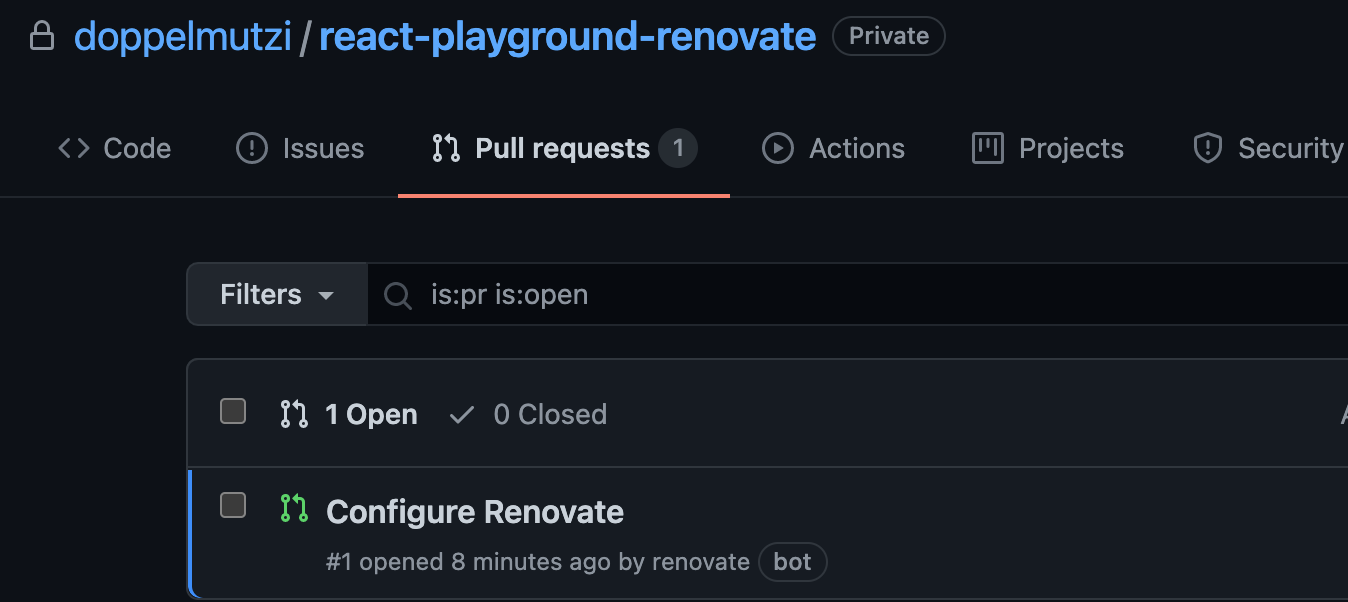 doppelmutzi / react-playground-renovate Private
Code Issues Pull requests 1 Actions Projects Security
Filters is:pr is:open
1 Open 0 Closed
Configure Renovate
#1 opened 8 minutes ago by renovate bot